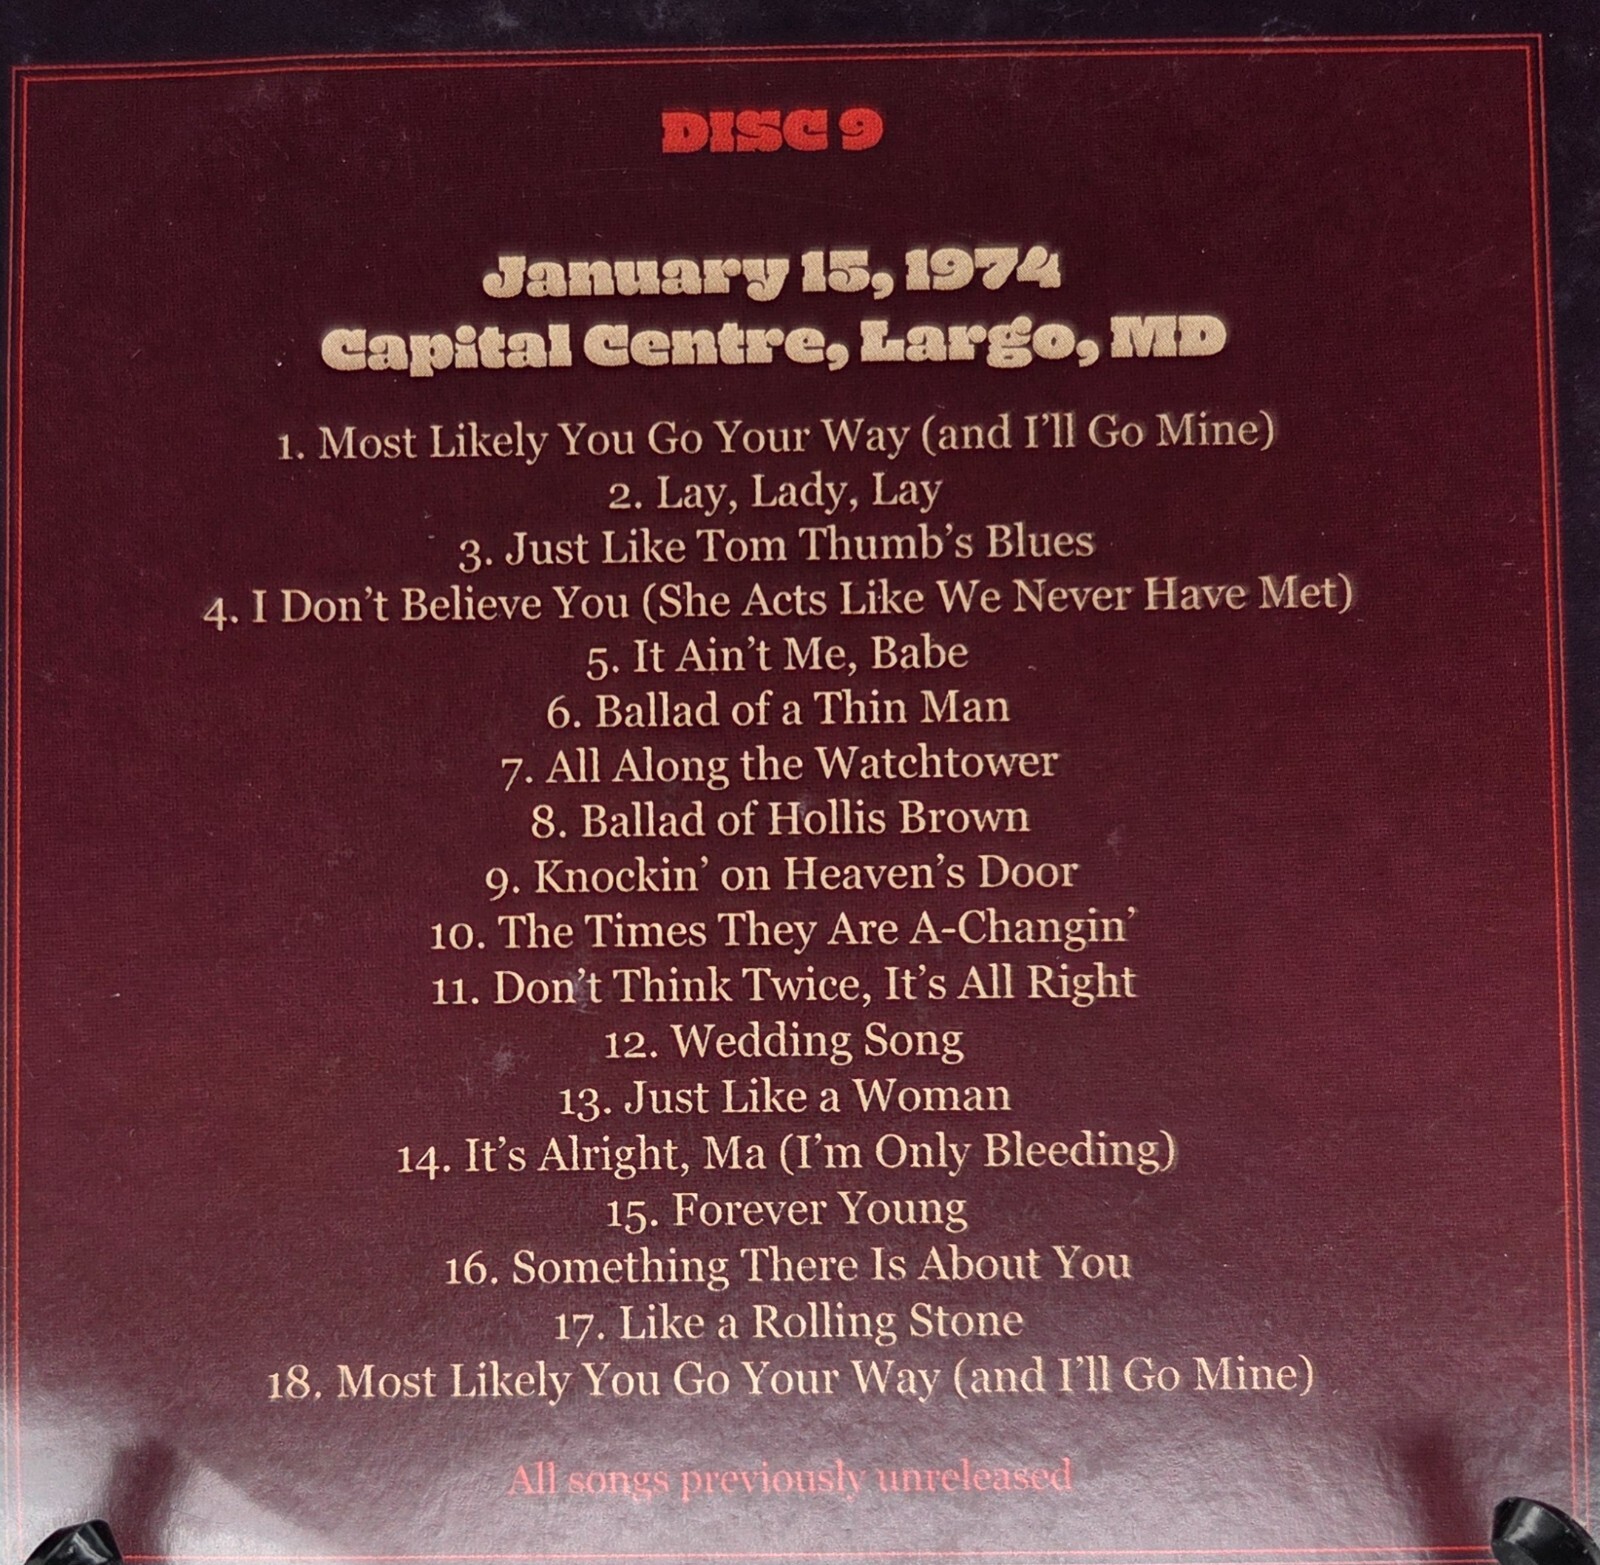 DISC 9
January 15, 1974
Capital Centre, Largo, MD
1. Most Likely You Go Your Way (and I’ll Go Mine)
2. Lay, Lady, Lay
3. Just Like Tom Thumb’s Blues
4. I Don’t Believe You (She Acts Like We Never Have Met)
5. It Ain’t Me, Babe
6. Ballad of a Thin Man
7. All Along the Watchtower
8. Ballad of Hollis Brown
9. Knockin’ on Heaven’s Door
10. The Times They Are A-Changin’
11. Don’t Think Twice, It’s All Right
12. Wedding Song
13. Just Like a Woman
14. It’s Alright, Ma (I’m Only Bleeding)
15. Forever Young
16. Something There Is About You
17. Like a Rolling Stone
18. Most Likely You Go Your Way (and I’ll Go Mine)
All songs previously unreleased